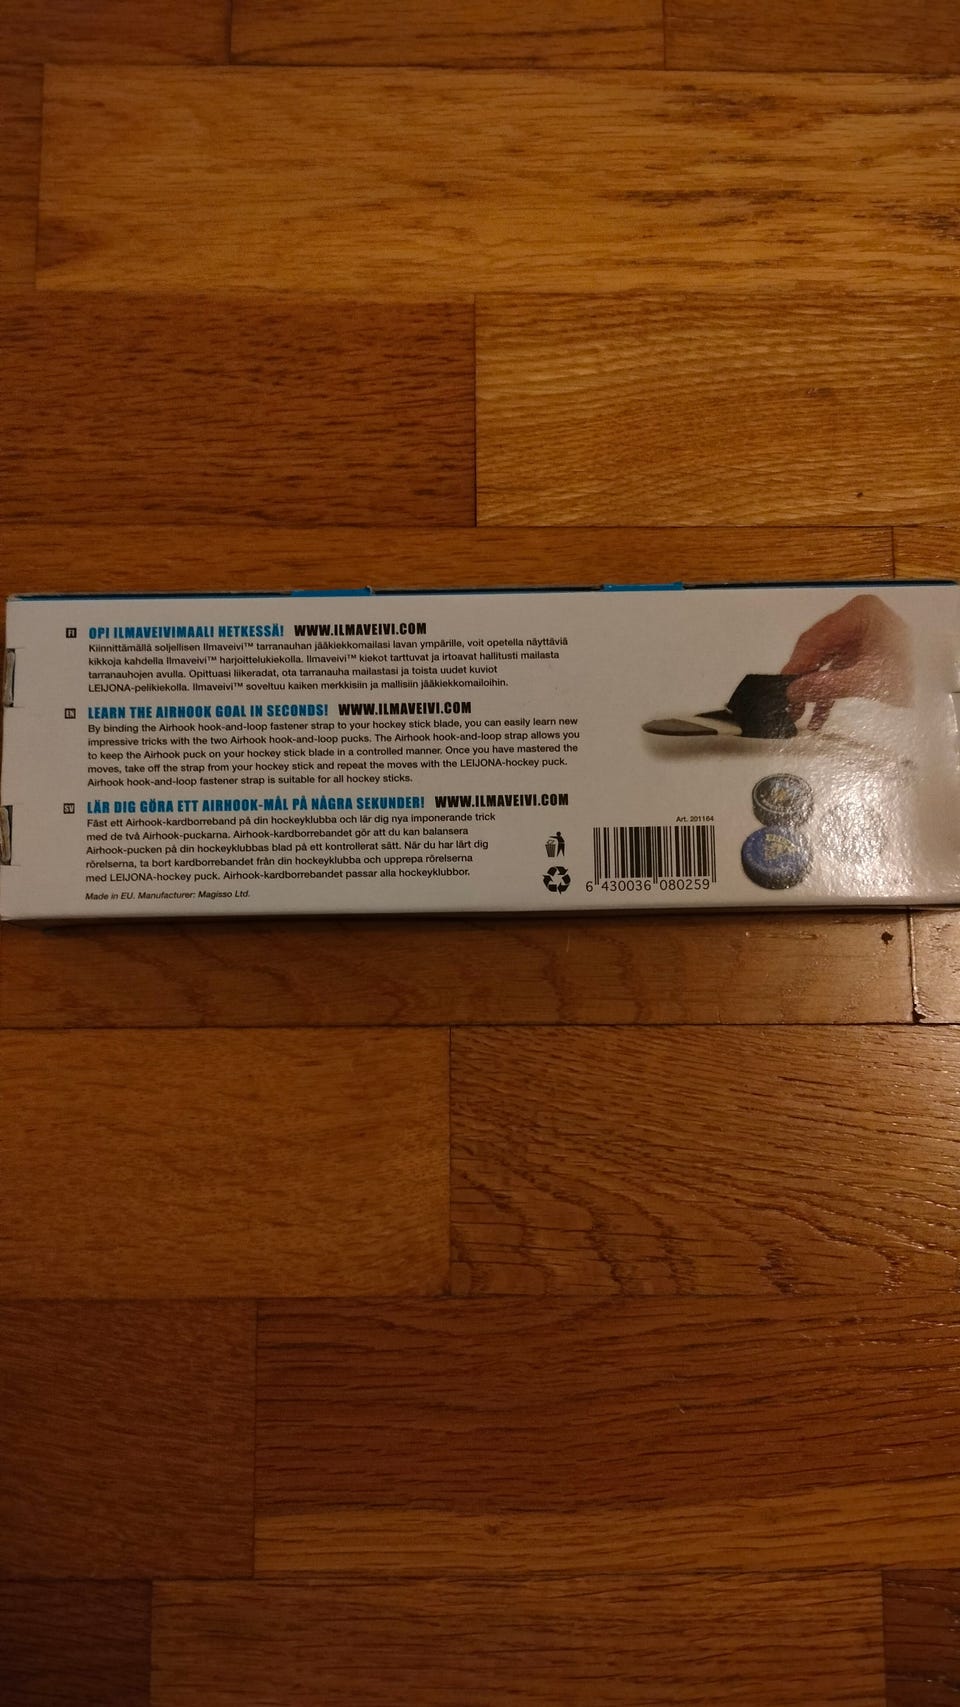 FI OPI ILMAVEIVIMAALI HETKESSÄ! WWW.ILMAVEIVI.COM
Kiinnittämällä soljellisen Ilmaveivi™ tarranauhan jääkiekkomailasi lavan ympärille, voit opetella näyttäviä
kikkoja kahdella Ilmaveivi™ harjoittelukiekolla. Ilmaveivi™ kiekot tarttuvat ja irtoavat hallitusti mailasta
tarranauhojen avulla. Opittuasi liikeradat, ota tarranauha mailastasi ja toista uudet kuviot
LEIJONA-pelikiekolla. Ilmaveivi™ soveltuu kaiken merkkisiin ja mallisiin jääkiekkomailoihin.
EN LEARN THE AIRHOOK GOAL IN SECONDS! WWW.ILMAVEIVI.COM
By binding the Airhook hook-and-loop fastener strap to your hockey stick blade, you can easily learn new
impressive tricks with the two Airhook hook-and-loop pucks. The Airhook hook-and-loop strap allows you
to keep the Airhook puck on your hockey stick blade in a controlled manner. Once you have mastered the
moves, take off the strap from your hockey stick and repeat the moves with the LEIJONA-hockey puck.
Airhook hook-and-loop fastener strap is suitable for all hockey sticks.
SV LÄR DIG GÖRA ETT AIRHOOK-MÅL PÅ NÅGRA SEKUNDER! WWW.ILMAVEIVI.COM
Fäst ett Airhook-kardborreband på din hockeyklubba och lär dig nya imponerande trick
med de två Airhook-puckarna. Airhook-kardborrebandet gör att du kan balansera
Airhook-pucken på din hockeyklubbas blad på ett kontrollerat sätt. När du har lärt dig
rörelserna, ta bort kardborrebandet från din hockeyklubba och upprepa rörelserna
med LEIJONA-hockey puck. Airhook-kardborrebandet passar alla hockeyklubbor.
Made in EU. Manufacturer: Magisso Ltd.
Art. 201164
6 430036 080259